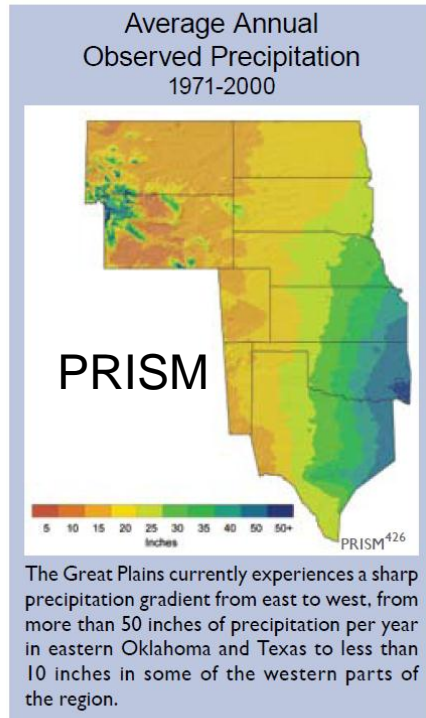 Average Annual
Observed Precipitation
1971-2000
PRISM
5 10 15 20 25 30 35 40 50 50+
Inches
PRISM426
The Great Plains currently experiences a sharp
precipitation gradient from east to west, from
more than 50 inches of precipitation per year
in eastern Oklahoma and Texas to less than
10 inches in some of the western parts of
the region.